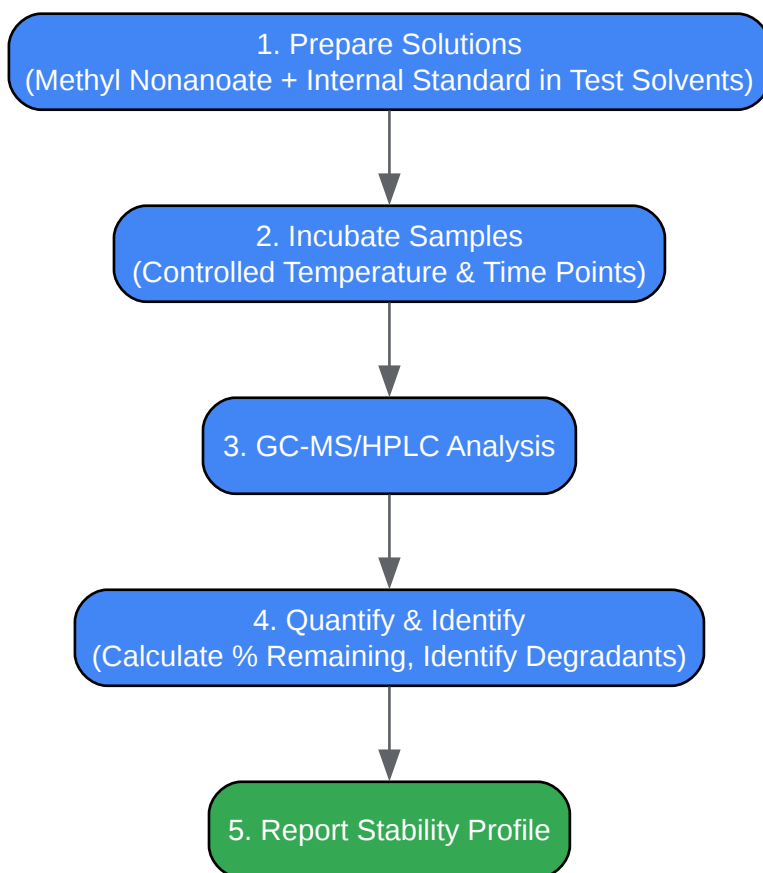 1. Prepare Solutions
(Methyl Nonanoate + Internal Standard in Test Solvents)
2. Incubate Samples
(Controlled Temperature & Time Points)
3. GC-MS/HPLC Analysis
4. Quantify & Identify
(Calculate % Remaining, Identify Degradants)
5. Report Stability Profile